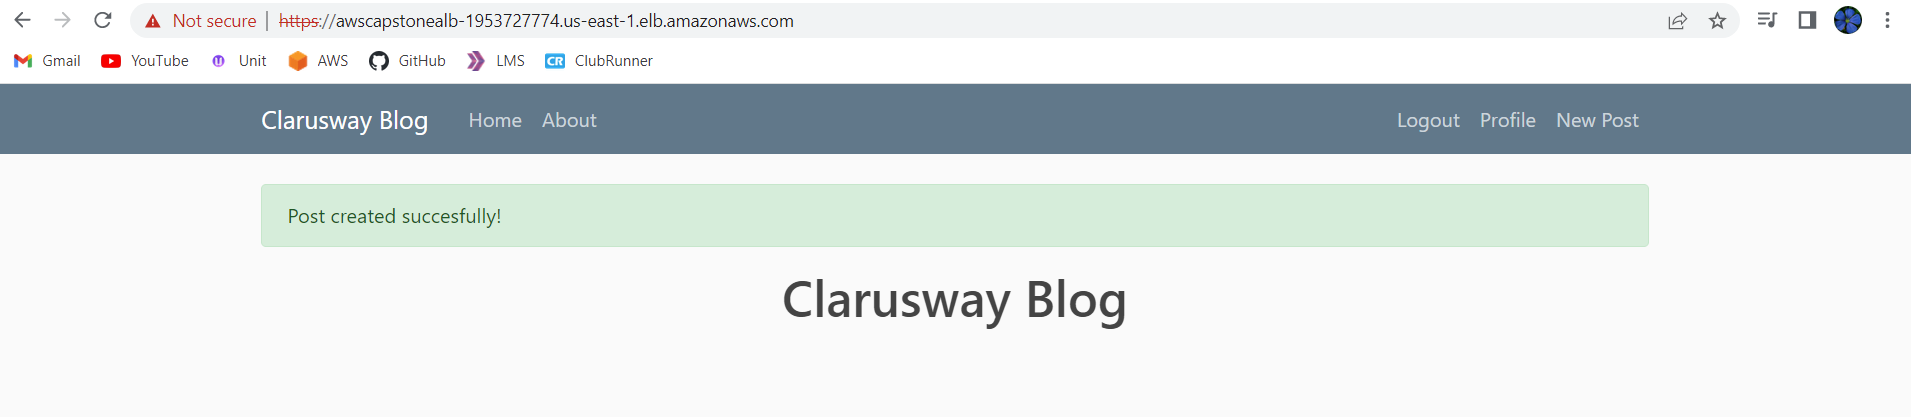 Not secure | https://awscapstonealb-1953727774.us-east-1.elb.amazonaws.com
Gmail YouTube Unit AWS GitHub LMS CR ClubRunner
Clarusway Blog Home About Logout Profile New Post
Post created succesfully!
Clarusway Blog